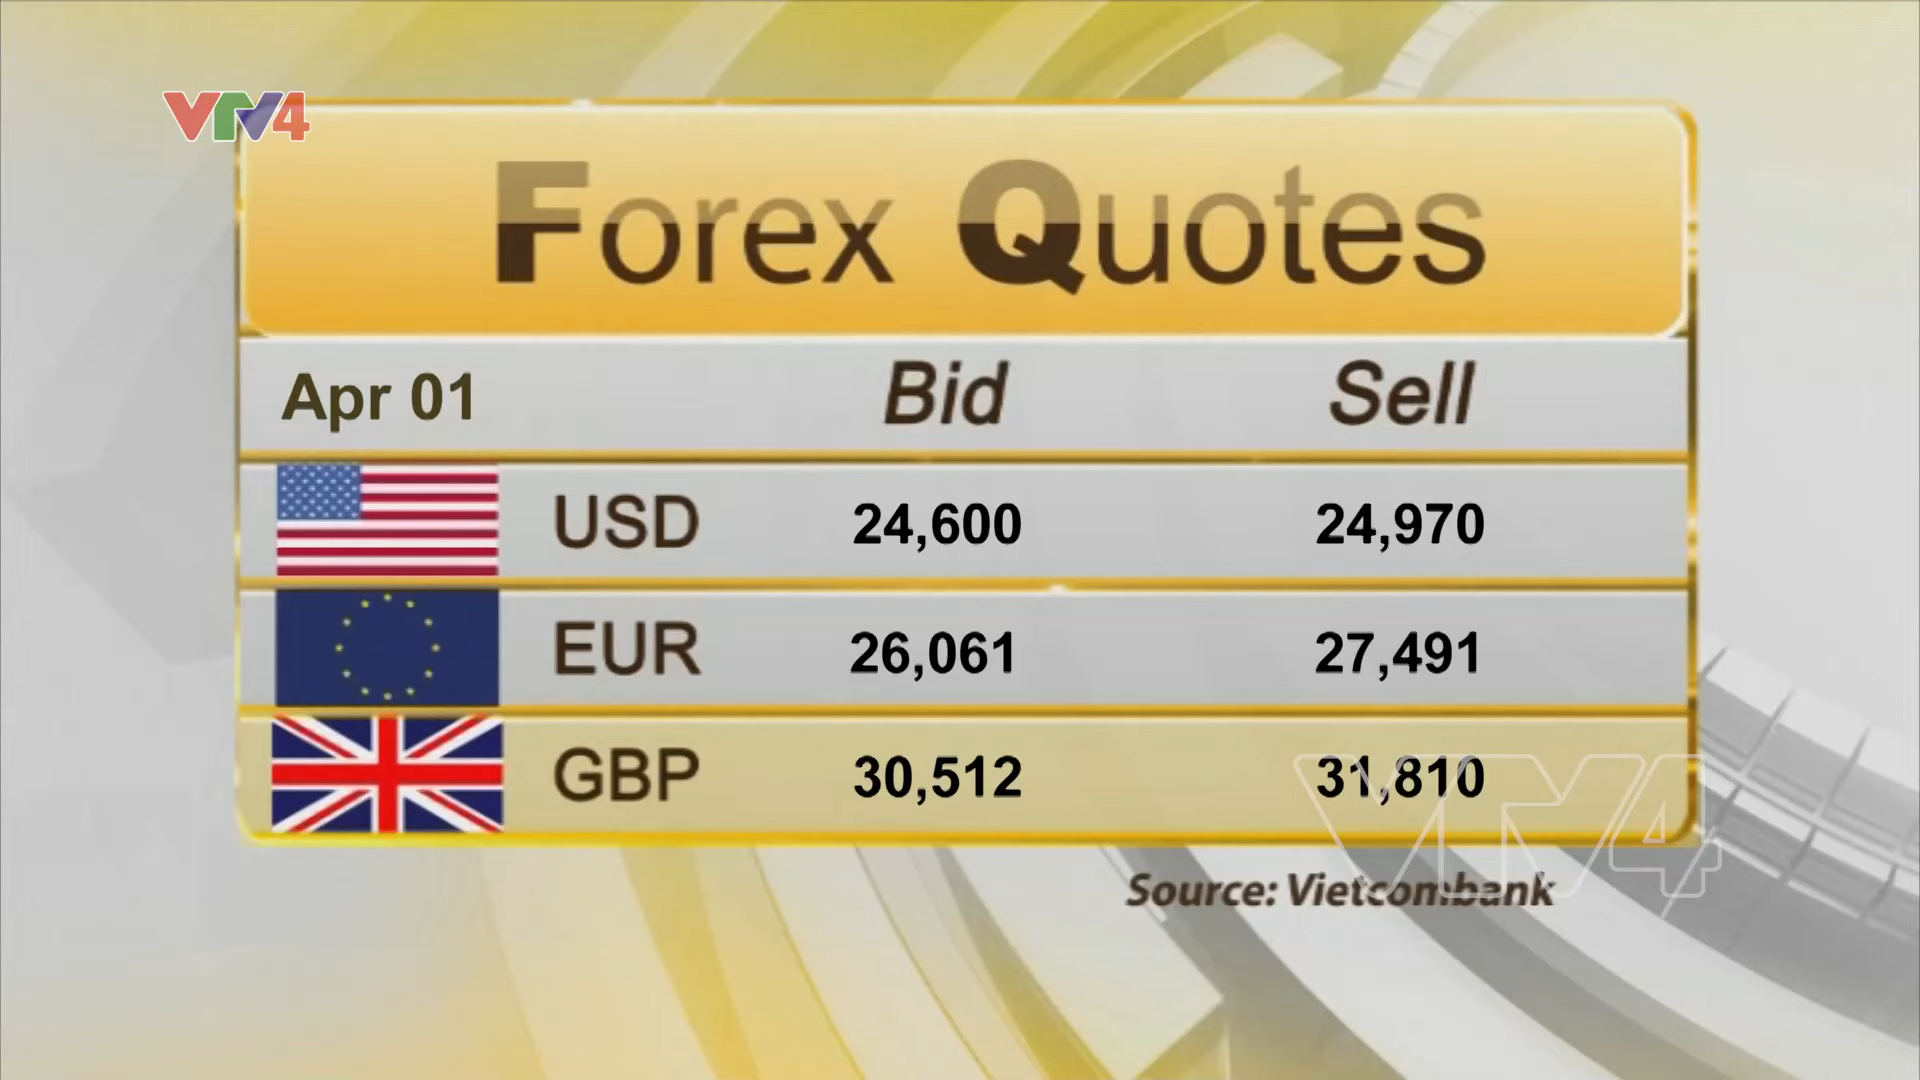 VTV4
Forex Quotes
Apr 01 Bid Sell
USD 24,600 24,970
EUR 26,061 27,491
GBP 30,512 31,810
VTV4
Source: Vietcombank